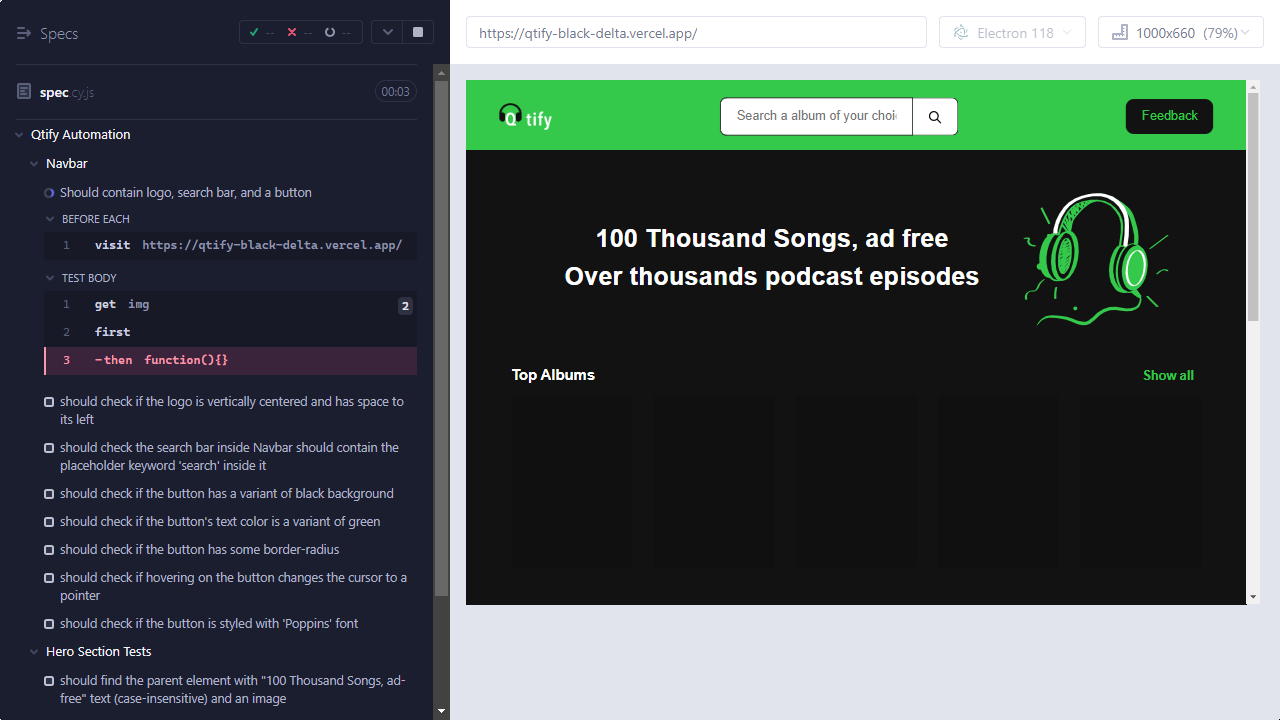 Specs
-- -- --
spec.cy.js 00:03
Qtify Automation
Navbar
Should contain logo, search bar, and a button
BEFORE EACH
1 visit https://qtify-black-delta.vercel.app/
TEST BODY
1 get img 2
2 first
3 -then function(){}
should check if the logo is vertically centered and has space to
its left
should check the search bar inside Navbar should contain the
placeholder keyword 'search' inside it
should check if the button has a variant of black background
should check if the button's text color is a variant of green
should check if the button has some border-radius
should check if hovering on the button changes the cursor to a
pointer
should check if the button is styled with 'Poppins' font
Hero Section Tests
should find the parent element with "100 Thousand Songs, ad-
free" text (case-insensitive) and an image
https://qtify-black-delta.vercel.app/
Electron 118
1000x660 (79%)
Qtify
Search a album of your choi
Feedback
100 Thousand Songs, ad free
Over thousands podcast episodes
Top Albums
Show all